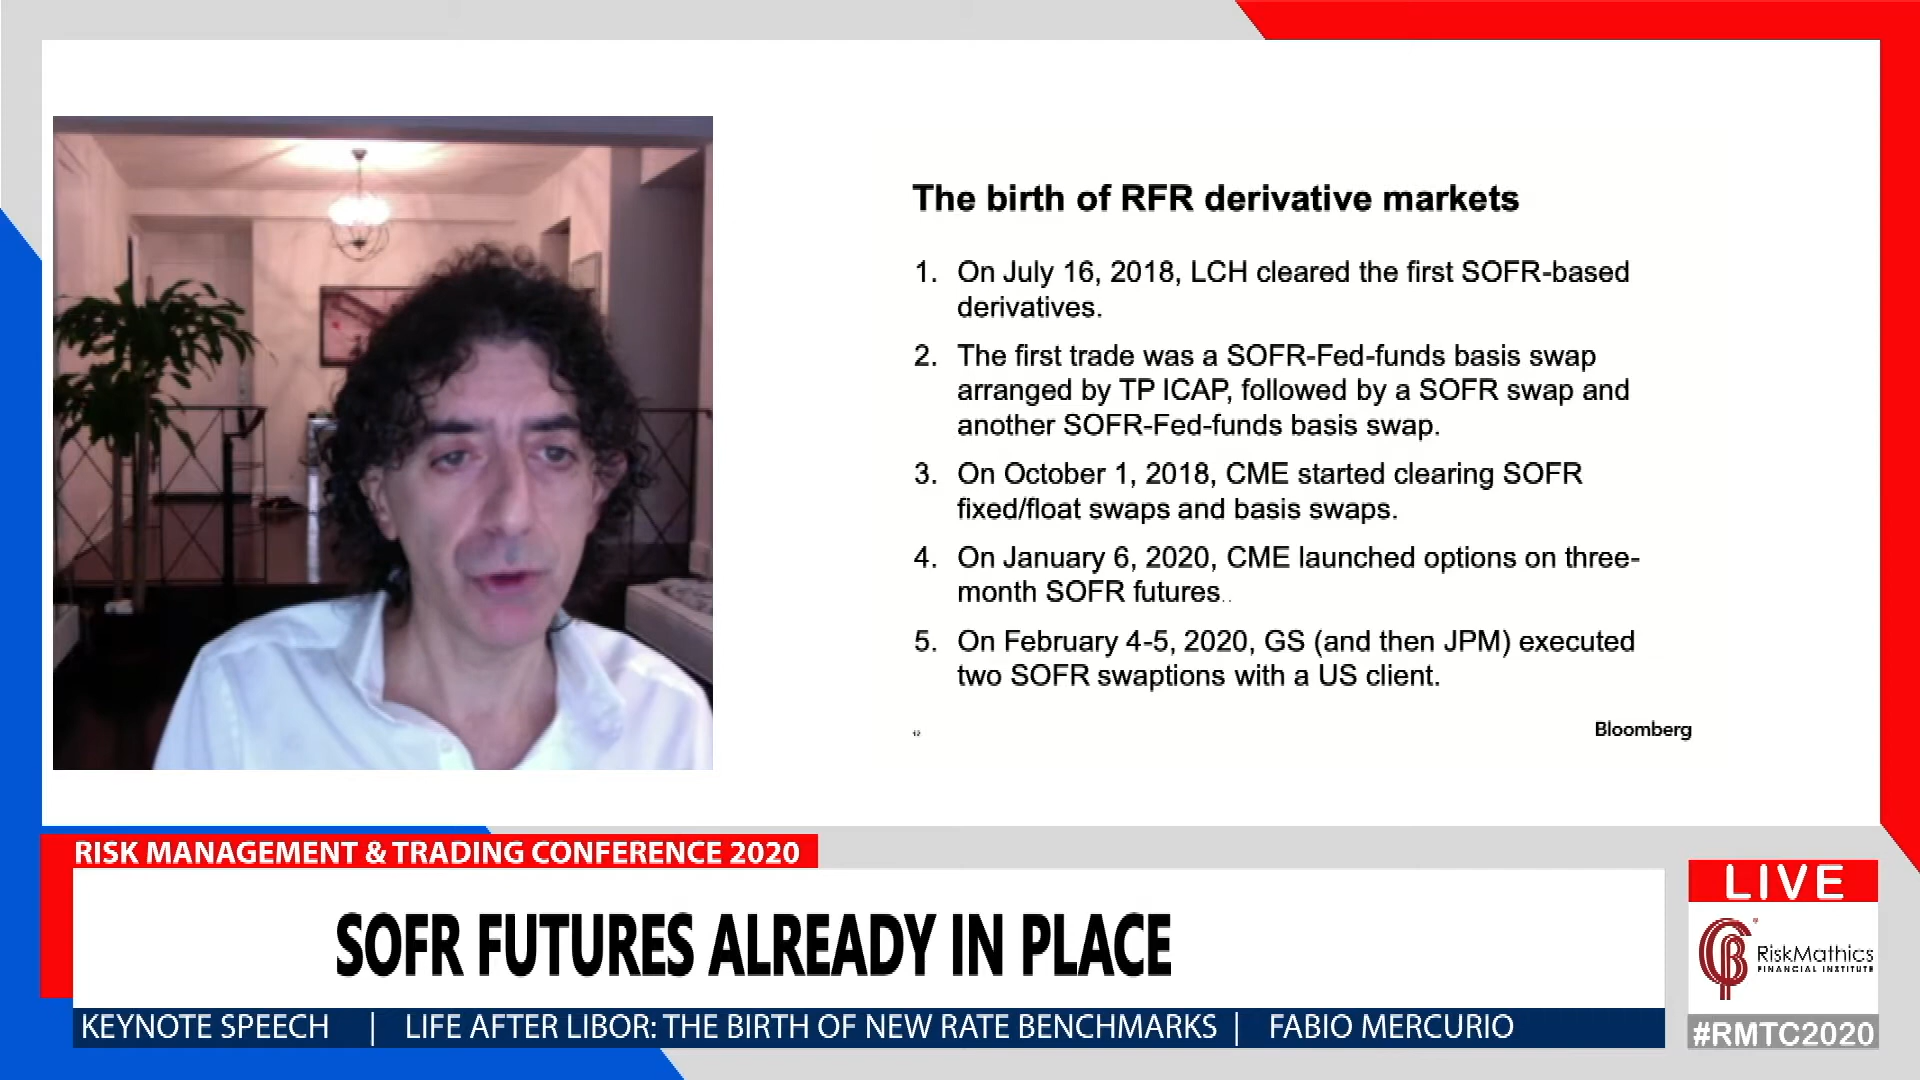 The birth of RFR derivative markets
1. On July 16, 2018, LCH cleared the first SOFR-based
derivatives.
2. The first trade was a SOFR-Fed-funds basis swap
arranged by TP ICAP, followed by a SOFR swap and
another SOFR-Fed-funds basis swap.
3. On October 1, 2018, CME started clearing SOFR
fixed/float swaps and basis swaps.
4. On January 6, 2020, CME launched options on three-
month SOFR futures..
5. On February 4-5, 2020, GS (and then JPM) executed
two SOFR swaptions with a US client.
Bloomberg
RISK MANAGEMENT & TRADING CONFERENCE 2020
SOFR FUTURES ALREADY IN PLACE
KEYNOTE SPEECH | LIFE AFTER LIBOR: THE BIRTH OF NEW RATE BENCHMARKS | FABIO MERCURIO
LIVE
RiskMathics
FINANCIAL INSTITUTE
#RMTC2020